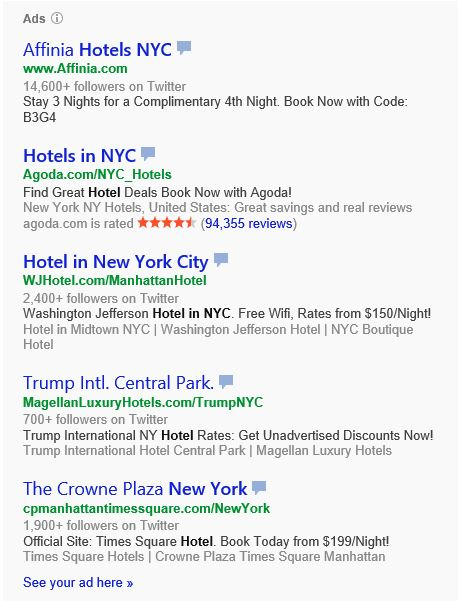 Ads
Affinia Hotels NYC
www.Affinia.com
14,600+ followers on Twitter
Stay 3 Nights for a Complimentary 4th Night. Book Now with Code:
B3G4
Hotels in NYC
Agoda.com/NYC_Hotels
Find Great Hotel Deals Book Now with Agoda!
New York NY Hotels, United States: Great savings and real reviews
agoda.com is rated (94,355 reviews)
Hotel in New York City
WJHotel.com/ManhattanHotel
2,400+ followers on Twitter
Washington Jefferson Hotel in NYC. Free Wifi, Rates from $150/Night!
Hotel in Midtown NYC | Washington Jefferson Hotel | NYC Boutique
Hotel
Trump Intl. Central Park.
MagellanLuxuryHotels.com/TrumpNYC
700+ followers on Twitter
Trump International NY Hotel Rates: Get Unadvertised Discounts Now!
Trump International Hotel Central Park | Magellan Luxury Hotels
The Crowne Plaza New York
cpmanhattantimessquare.com/NewYork
1,900+ followers on Twitter
Official Site: Times Square Hotel. Book Today from $199/Night!
Times Square Hotels | Crowne Plaza Times Square Manhattan
See your ad here »